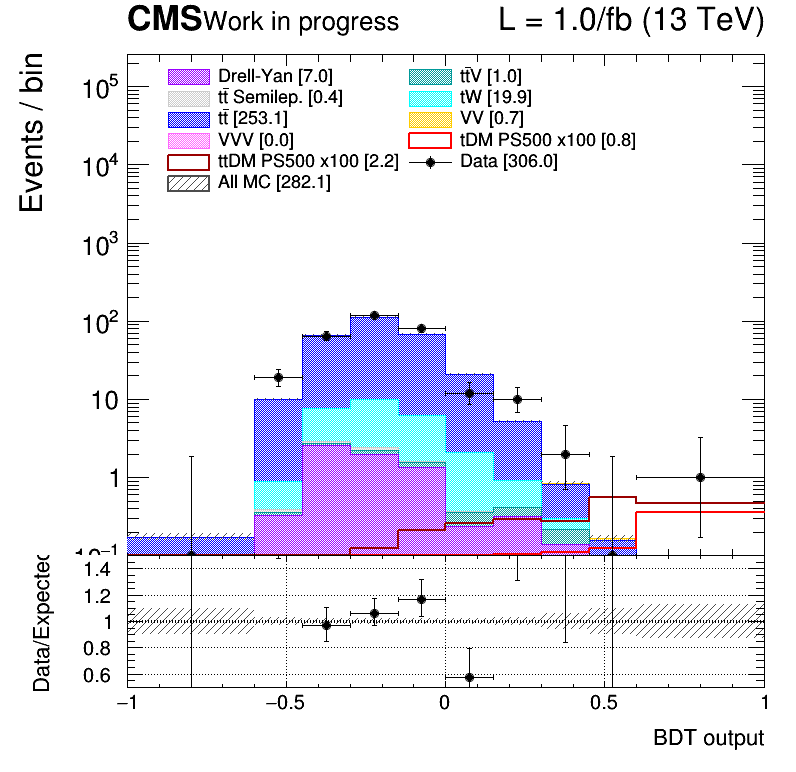 CMS Work in progress L = 1.0/fb (13 TeV)
Events / bin
10⁵
10⁴
10³
10²
10
1
10⁻¹
Drell-Yan [7.0] tt̄V [1.0]
tt̄ Semilep. [0.4] tW [19.9]
tt̄ [253.1] VV [0.7]
VVV [0.0] tDM PS500 x100 [0.8]
ttDM PS500 x100 [2.2] Data [306.0]
All MC [282.1]
Data/Expected
1.4
1.2
1
0.8
0.6
−1 −0.5 0 0.5 1
BDT output